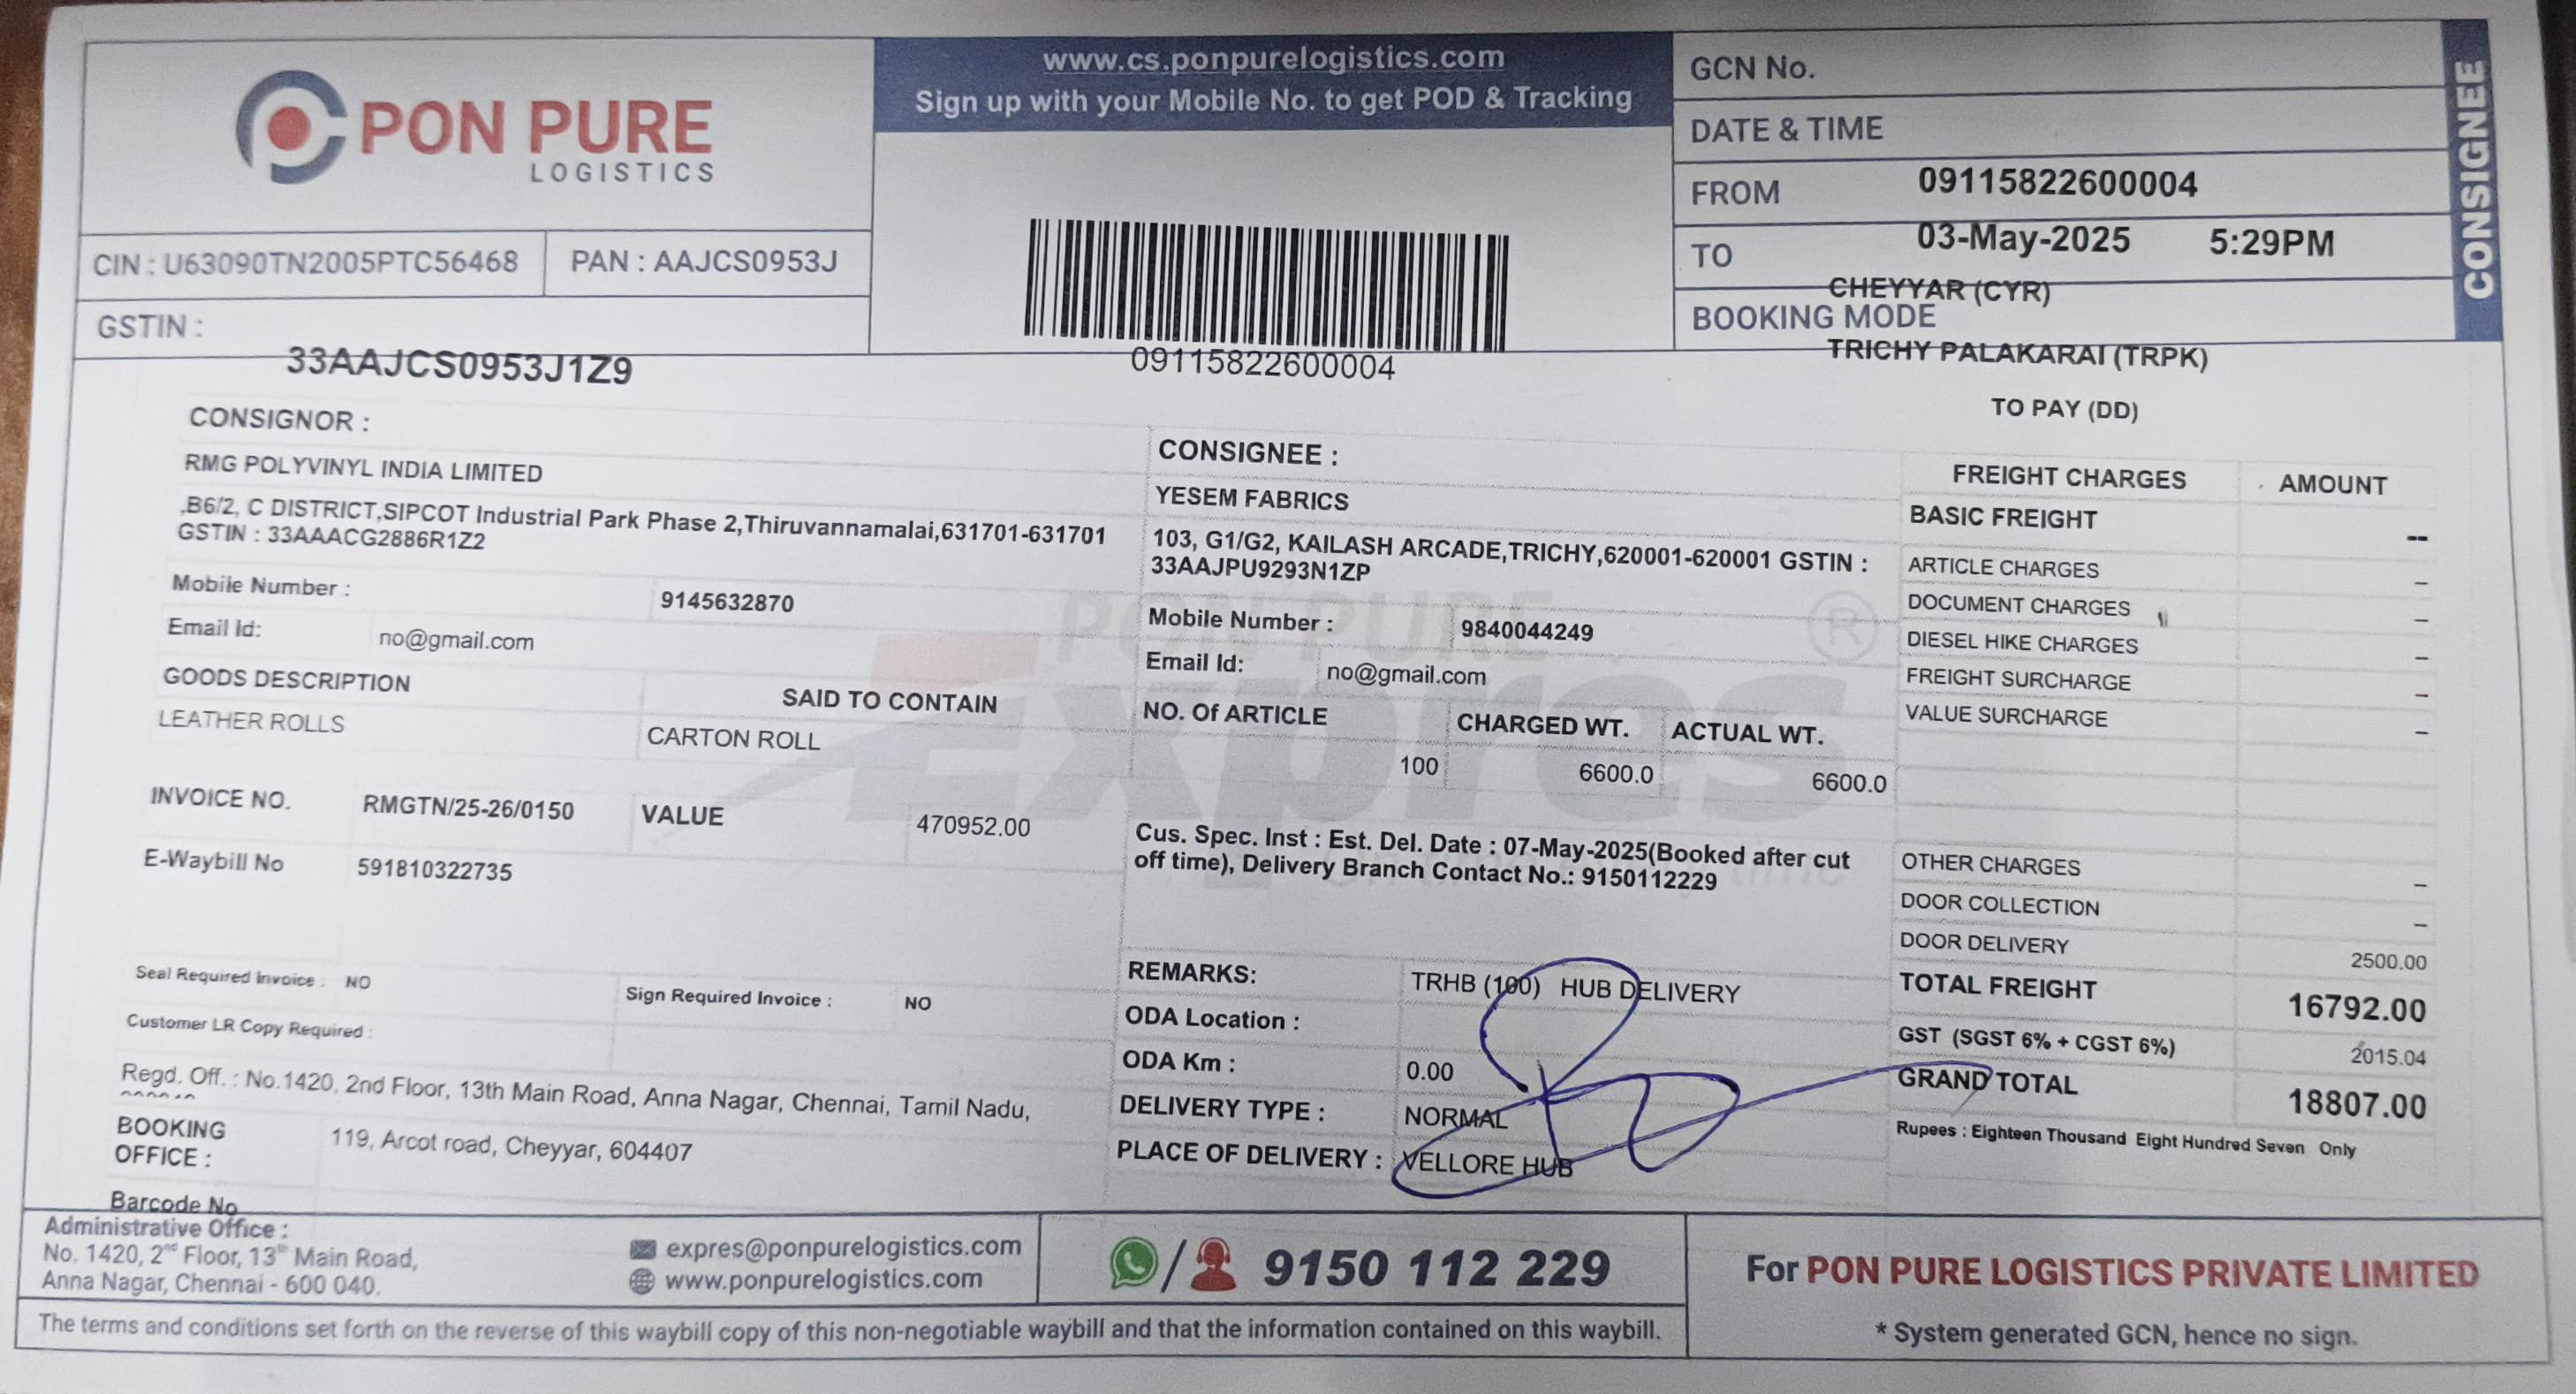 PON PURE
LOGISTICS
www.cs.ponpurelogistics.com
Sign up with your Mobile No. to get POD & Tracking
CIN : U63090TN2005PTC56468
PAN : AAJCS0953J
GSTIN :
33AAJCS0953J1Z9
09115822600004
GCN No.
DATE & TIME
FROM
09115822600004
TO
03-May-2025 5:29PM
CHEYYAR (CYR)
BOOKING MODE
TRICHY PALAKARAI (TRPK)
TO PAY (DD)
CONSIGNEE
CONSIGNOR :
RMG POLYVINYL INDIA LIMITED
,B6/2, C DISTRICT,SIPCOT Industrial Park Phase 2,Thiruvannamalai,631701-631701
GSTIN : 33AAACG2886R1Z2
Mobile Number : 9145632870
Email Id: no@gmail.com
GOODS DESCRIPTION SAID TO CONTAIN
LEATHER ROLLS CARTON ROLL
INVOICE NO. RMGTN/25-26/0150 VALUE 470952.00
E-Waybill No 591810322735
Seal Required Invoice : NO Sign Required Invoice : NO
Customer LR Copy Required :
Regd. Off. : No.1420, 2nd Floor, 13th Main Road, Anna Nagar, Chennai, Tamil Nadu,
BOOKING
OFFICE :
119, Arcot road, Cheyyar, 604407
Barcode No
CONSIGNEE :
YESEM FABRICS
103, G1/G2, KAILASH ARCADE,TRICHY,620001-620001 GSTIN :
33AAJPU9293N1ZP
Mobile Number : 9840044249
Email Id: no@gmail.com
NO. Of ARTICLE CHARGED WT. ACTUAL WT.
100 6600.0 6600.0
Cus. Spec. Inst : Est. Del. Date : 07-May-2025(Booked after cut
off time), Delivery Branch Contact No.: 9150112229
REMARKS: TRHB (100) HUB DELIVERY
ODA Location :
ODA Km : 0.00
DELIVERY TYPE : NORMAL
PLACE OF DELIVERY : VELLORE HUB
PON PURE
Expres ®
FREIGHT CHARGES AMOUNT
BASIC FREIGHT --
ARTICLE CHARGES –
DOCUMENT CHARGES –
DIESEL HIKE CHARGES –
FREIGHT SURCHARGE –
VALUE SURCHARGE –
OTHER CHARGES –
DOOR COLLECTION –
DOOR DELIVERY 2500.00
TOTAL FREIGHT 16792.00
GST (SGST 6% + CGST 6%) 2015.04
GRAND TOTAL 18807.00
Rupees : Eighteen Thousand Eight Hundred Seven Only
Administrative Office :
No. 1420, 2nd Floor, 13th Main Road,
Anna Nagar, Chennai - 600 040.
expres@ponpurelogistics.com
www.ponpurelogistics.com
/ 9150 112 229
For PON PURE LOGISTICS PRIVATE LIMITED
* System generated GCN, hence no sign.
The terms and conditions set forth on the reverse of this waybill copy of this non-negotiable waybill and that the information contained on this waybill.